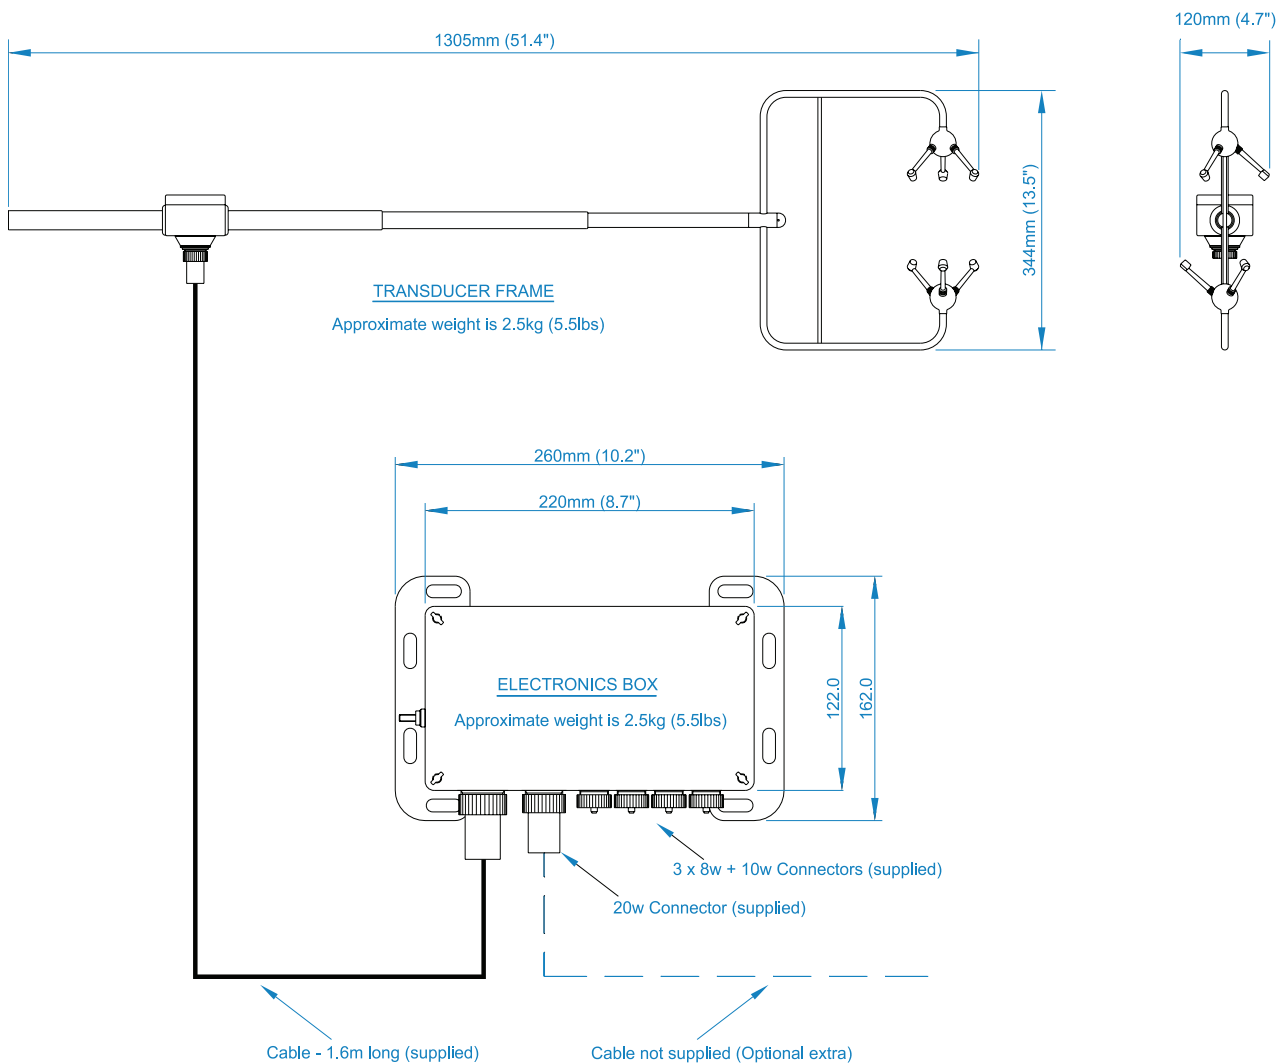 1305mm (51.4")
120mm (4.7")
344mm (13.5")
TRANSDUCER FRAME
Approximate weight is 2.5kg (5.5lbs)
260mm (10.2")
220mm (8.7")
ELECTRONICS BOX
Approximate weight is 2.5kg (5.5lbs)
122.0
162.0
3 x 8w + 10w Connectors (supplied)
20w Connector (supplied)
Cable - 1.6m long (supplied)
Cable not supplied (Optional extra)